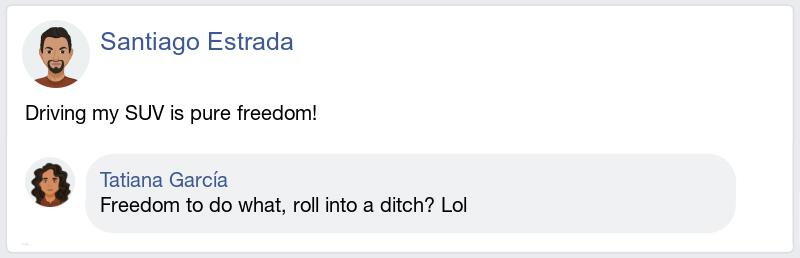 Santiago Estrada
Driving my SUV is pure freedom!
Tatiana García
Freedom to do what, roll into a ditch? Lol